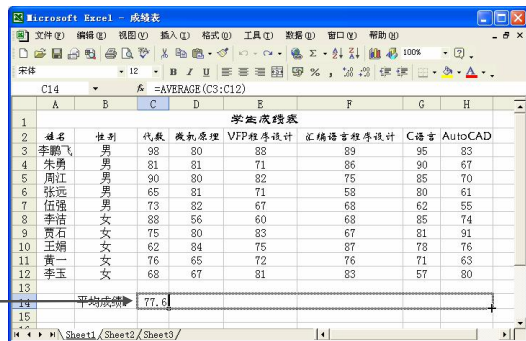 Microsoft Excel - 成绩表
文件(F) 编辑(E) 视图(V) 插入(I) 格式(O) 工具(T) 数据(D) 窗口(W) 帮助(H)
100%
宋体 12 B I U
C14 fx =AVERAGE(C3:C12)
A B C D E F G H
1 学生成绩表
2 姓名 性别 代数 微机原理 VFP程序设计 汇编语言程序设计 C语言 AutoCAD
3 李鹏飞 男 98 80 88 89 95 83
4 朱勇 男 81 81 71 86 90 67
5 周江 男 90 80 82 75 85 70
6 张远 男 65 81 71 58 80 61
7 伍强 男 73 82 67 68 62 55
8 李洁 女 88 56 60 68 85 74
9 贾石 女 75 80 83 67 81 91
10 王娟 女 62 84 75 87 78 76
11 黄一 女 76 65 72 76 71 63
12 李玉 女 68 67 81 83 57 80
13
14 平均成绩 77.6
15
Sheet1 Sheet2 Sheet3